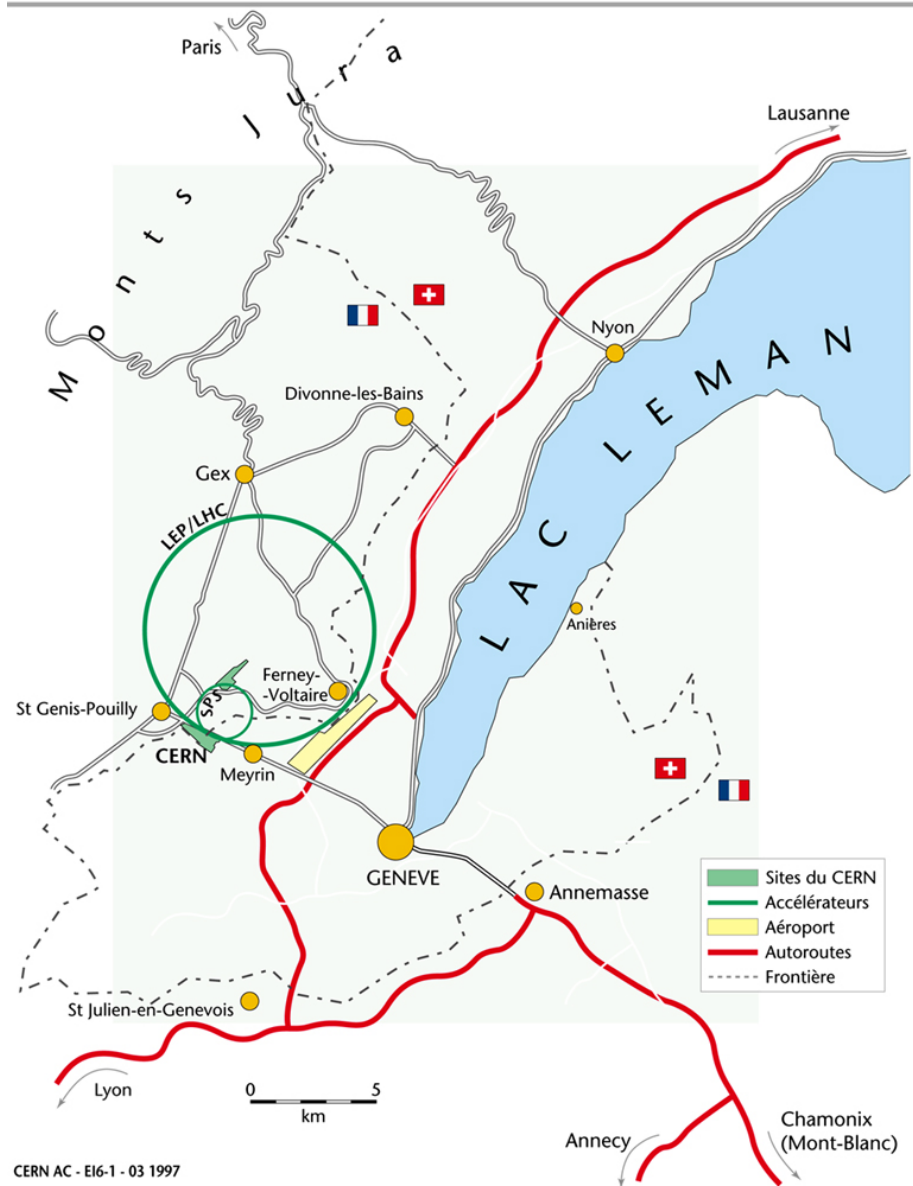 Paris
Monts Jura
Lausanne
Nyon
Divonne-les-Bains
Gex
LEP/LHC
LAC LEMAN
Anières
Ferney-
-Voltaire
SPS
St Genis-Pouilly
CERN
Meyrin
GENEVE
Annemasse
Sites du CERN
Accélérateurs
Aéroport
Autoroutes
Frontière
St Julien-en-Genevois
Lyon
0 5
km
Annecy
Chamonix
(Mont-Blanc)
CERN AC - EI6-1 - 03 1997